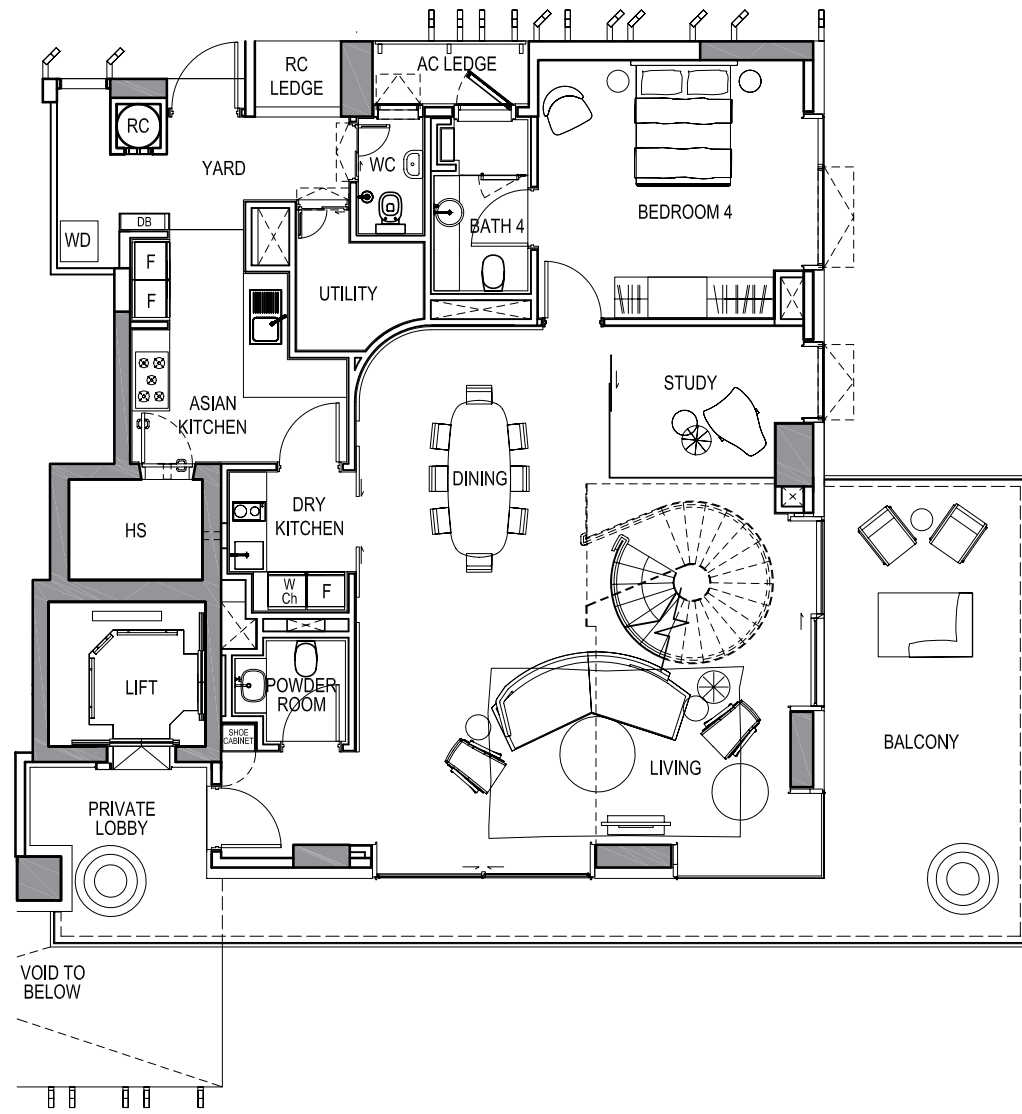 RC
LEDGE
AC LEDGE
RC
YARD
WC
BEDROOM 4
DB
BATH 4
WD
F
F
UTILITY
STUDY
ASIAN
KITCHEN
DINING
DRY
KITCHEN
HS
W
Ch
F
LIFT
POWDER
ROOM
SHOE
CABINET
LIVING
BALCONY
PRIVATE
LOBBY
VOID TO
BELOW